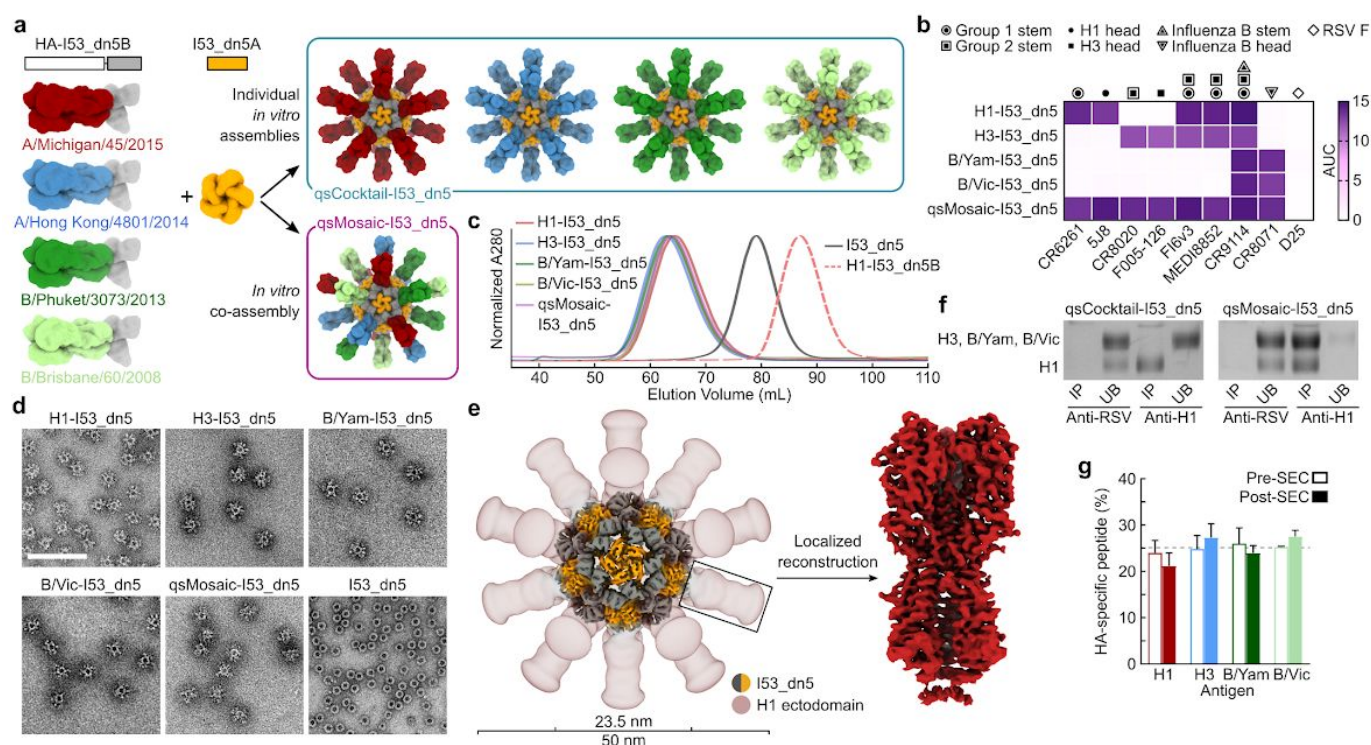 a
HA-I53_dn5B
I53_dn5A
A/Michigan/45/2015
A/Hong Kong/4801/2014
B/Phuket/3073/2013
B/Brisbane/60/2008
+
Individual
in vitro
assemblies
qsCocktail-I53_dn5
qsMosaic-I53_dn5
In vitro
co-assembly
b
Group 1 stem
H1 head
Influenza B stem
RSV F
Group 2 stem
H3 head
Influenza B head
H1-I53_dn5
H3-I53_dn5
B/Yam-I53_dn5
B/Vic-I53_dn5
qsMosaic-I53_dn5
CR6261
5J8
CR8020
F005-126
FI6v3
MEDI8852
CR9114
CR8071
D25
15
10
5
0
AUC
c
H1-I53_dn5
H3-I53_dn5
B/Yam-I53_dn5
B/Vic-I53_dn5
qsMosaic-
I53_dn5
I53_dn5
H1-I53_dn5B
Normalized A280
40
50
60
70
80
90
100
110
Elution Volume (mL)
d
H1-I53_dn5
H3-I53_dn5
B/Yam-I53_dn5
B/Vic-I53_dn5
qsMosaic-I53_dn5
I53_dn5
e
Localized
reconstruction
I53_dn5
H1 ectodomain
23.5 nm
50 nm
f
qsCocktail-I53_dn5
qsMosaic-I53_dn5
H3, B/Yam, B/Vic
H1
IP
UB
IP
UB
IP
UB
IP
UB
Anti-RSV
Anti-H1
Anti-RSV
Anti-H1
g
Pre-SEC
Post-SEC
HA-specific peptide (%)
40
30
20
10
0
H1
H3
B/Yam
B/Vic
Antigen